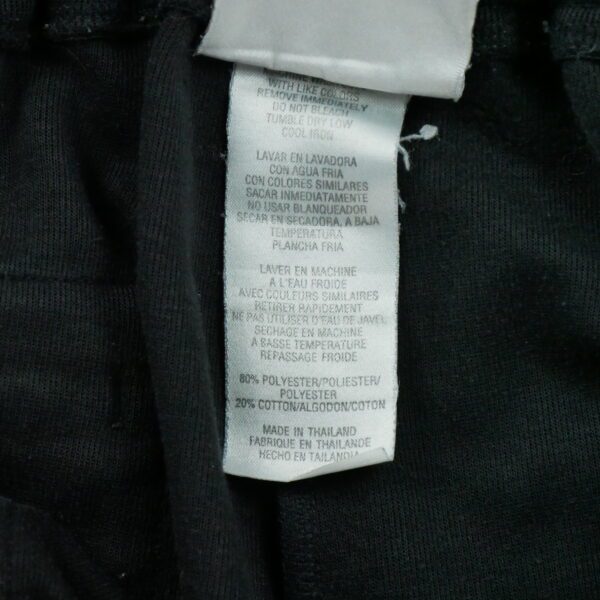 WITH LIKE COLORS
REMOVE IMMEDIATELY
DO NOT BLEACH
TUMBLE DRY LOW
COOL IRON
LAVAR EN LAVADORA
CON AGUA FRIA
CON COLORES SIMILARES
SACAR INMEDIATAMENTE
NO USAR BLANQUEADOR
SECAR EN SECADORA, A BAJA
TEMPERATURA
PLANCHA FRIA
LAVER EN MACHINE
A L'EAU FROIDE
AVEC COULEURS SIMILAIRES
RETIRER RAPIDEMENT
NE PAS UTILISER D'EAU DE JAVEL
SECHAGE EN MACHINE
A BASSE TEMPERATURE
REPASSAGE FROIDE
80% POLYESTER/POLIESTER/
POLYESTER
20% COTTON/ALGODON/COTON
MADE IN THAILAND
FABRIQUE EN THAILANDE
HECHO EN TAILANDIA